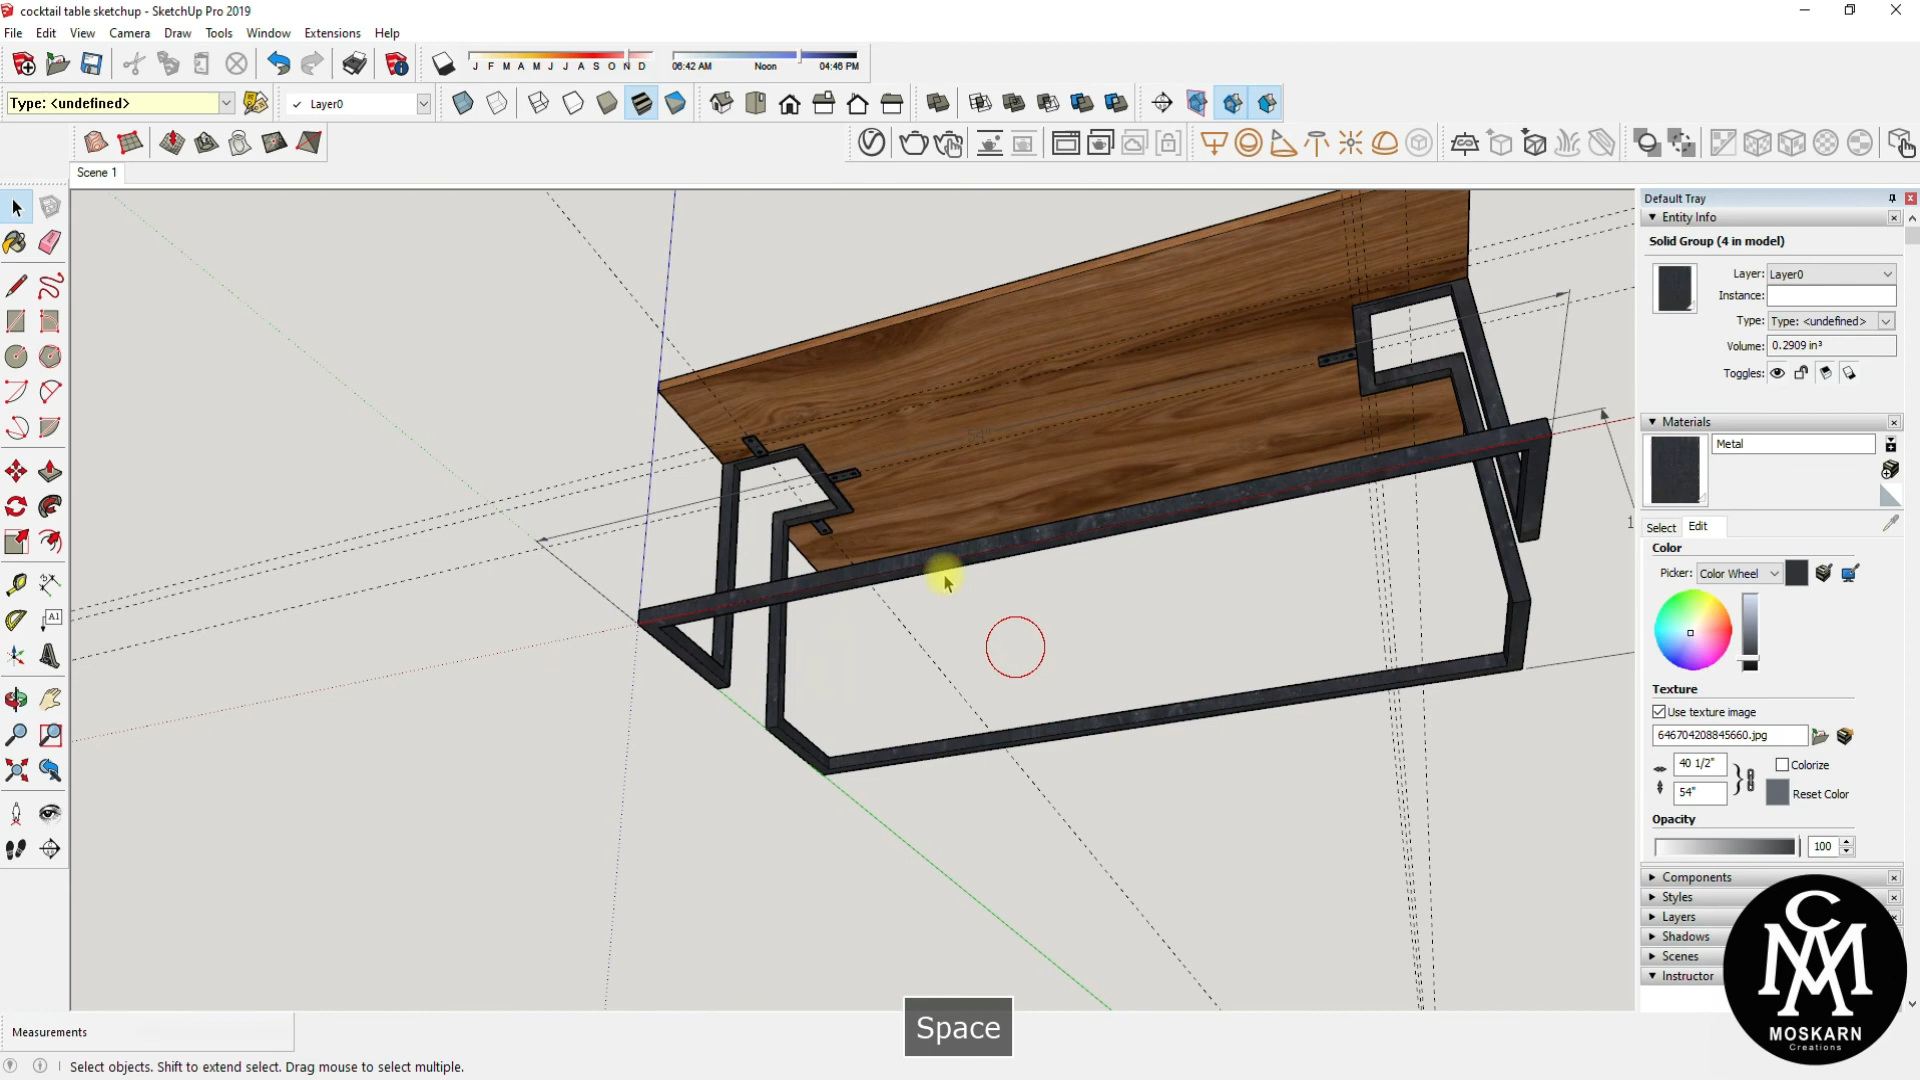 cocktail table sketchup - SketchUp Pro 2019
File Edit View Camera Draw Tools Window Extensions Help
J F M A M J J A S O N D
06:42 AM Noon 04:46 PM
Type: <undefined>
Layer0
Scene 1
Default Tray
Entity Info
Solid Group (4 in model)
Layer: Layer0
Instance:
Type: Type: <undefined>
Volume: 0.2909 in³
Toggles:
Materials
Metal
Select Edit
Color
Picker: Color Wheel
Texture
Use texture image
646704208845660.jpg
40 1/2"
Colorize
54"
Reset Color
Opacity
100
Components
Styles
Layers
Shadows
Scenes
Instructor
54"
1
A1
Space
CM
MOSKARN
Creations
Measurements
Select objects. Shift to extend select. Drag mouse to select multiple.